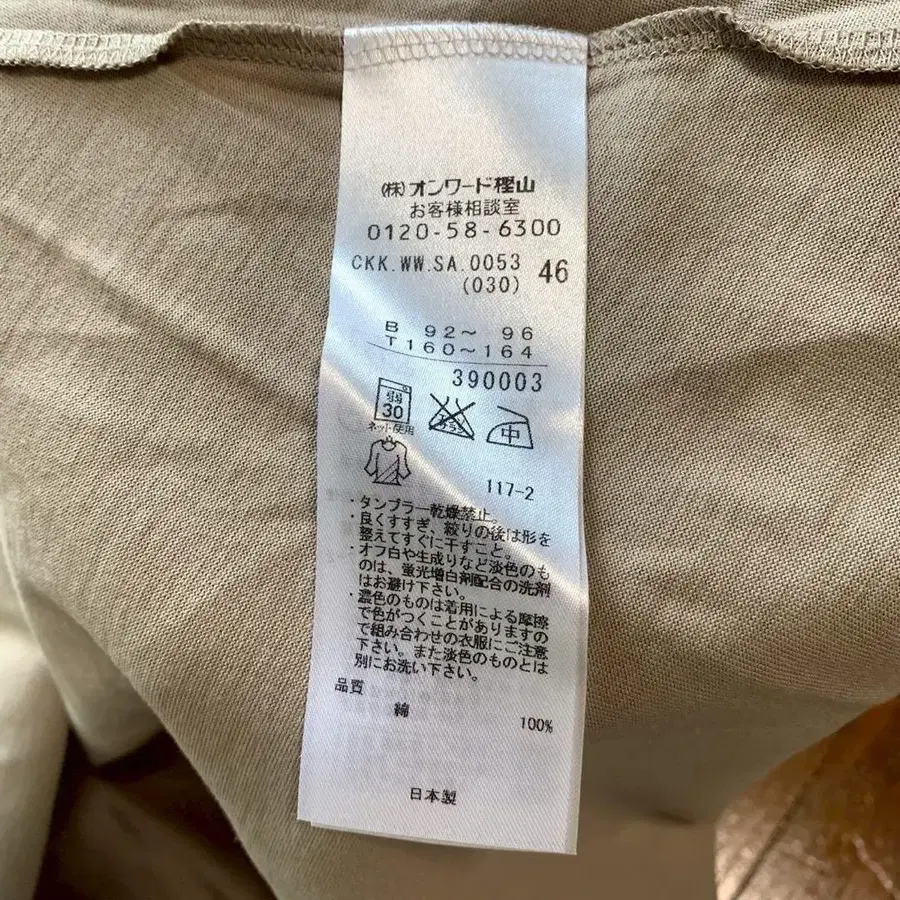 (株)オンワード樫山
お客様相談室
0120-58-6300
CKK.WW.SA.0053 46
(030)
B 92～ 96
T160～164
390003
弱
30
ネット使用
中
117-2
・タンブラー乾燥禁止。
・良くすすぎ、絞りの後は形を
整えてすぐに干すこと。
・オフ白や生成りなど淡色のも
のは、蛍光増白剤配合の洗剤
はお避け下さい。
・濃色のものは着用による摩擦
で色がつくことがありますの
で組み合わせの衣服にご注意
下さい。また淡色のものとは
別にお洗い下さい。
品質
綿 100%
日本製